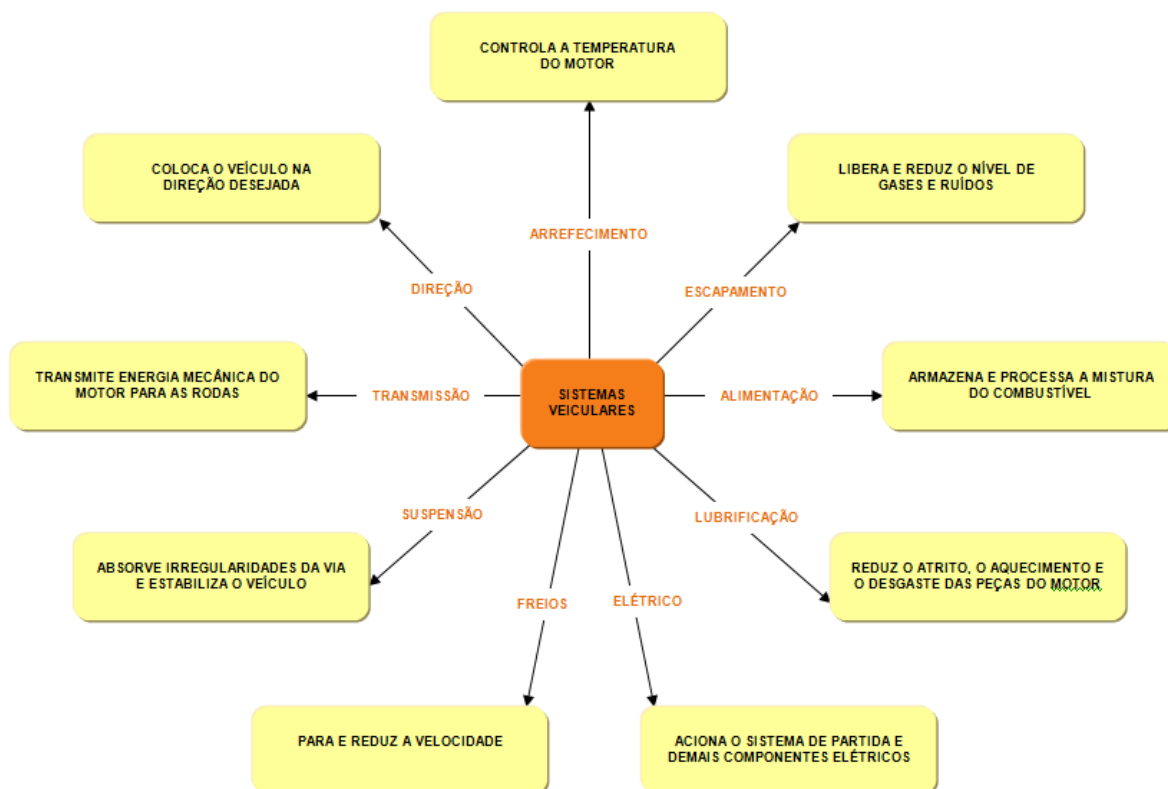 CONTROLA A TEMPERATURA
DO MOTOR
COLOCA O VEÍCULO NA
DIREÇÃO DESEJADA
LIBERA E REDUZ O NÍVEL DE
GASES E RUÍDOS
ARREFECIMENTO
DIREÇÃO
ESCAPAMENTO
TRANSMITE ENERGIA MECÂNICA DO
MOTOR PARA AS RODAS
TRANSMISSÃO
SISTEMAS
VEICULARES
ALIMENTAÇÃO
ARMAZENA E PROCESSA A MISTURA
DO COMBUSTÍVEL
SUSPENSÃO
LUBRIFICAÇÃO
ABSORVE IRREGULARIDADES DA VIA
E ESTABILIZA O VEÍCULO
FREIOS
ELÉTRICO
REDUZ O ATRITO, O AQUECIMENTO E
O DESGASTE DAS PEÇAS DO MOTOR
PARA E REDUZ A VELOCIDADE
ACIONA O SISTEMA DE PARTIDA E
DEMAIS COMPONENTES ELÉTRICOS